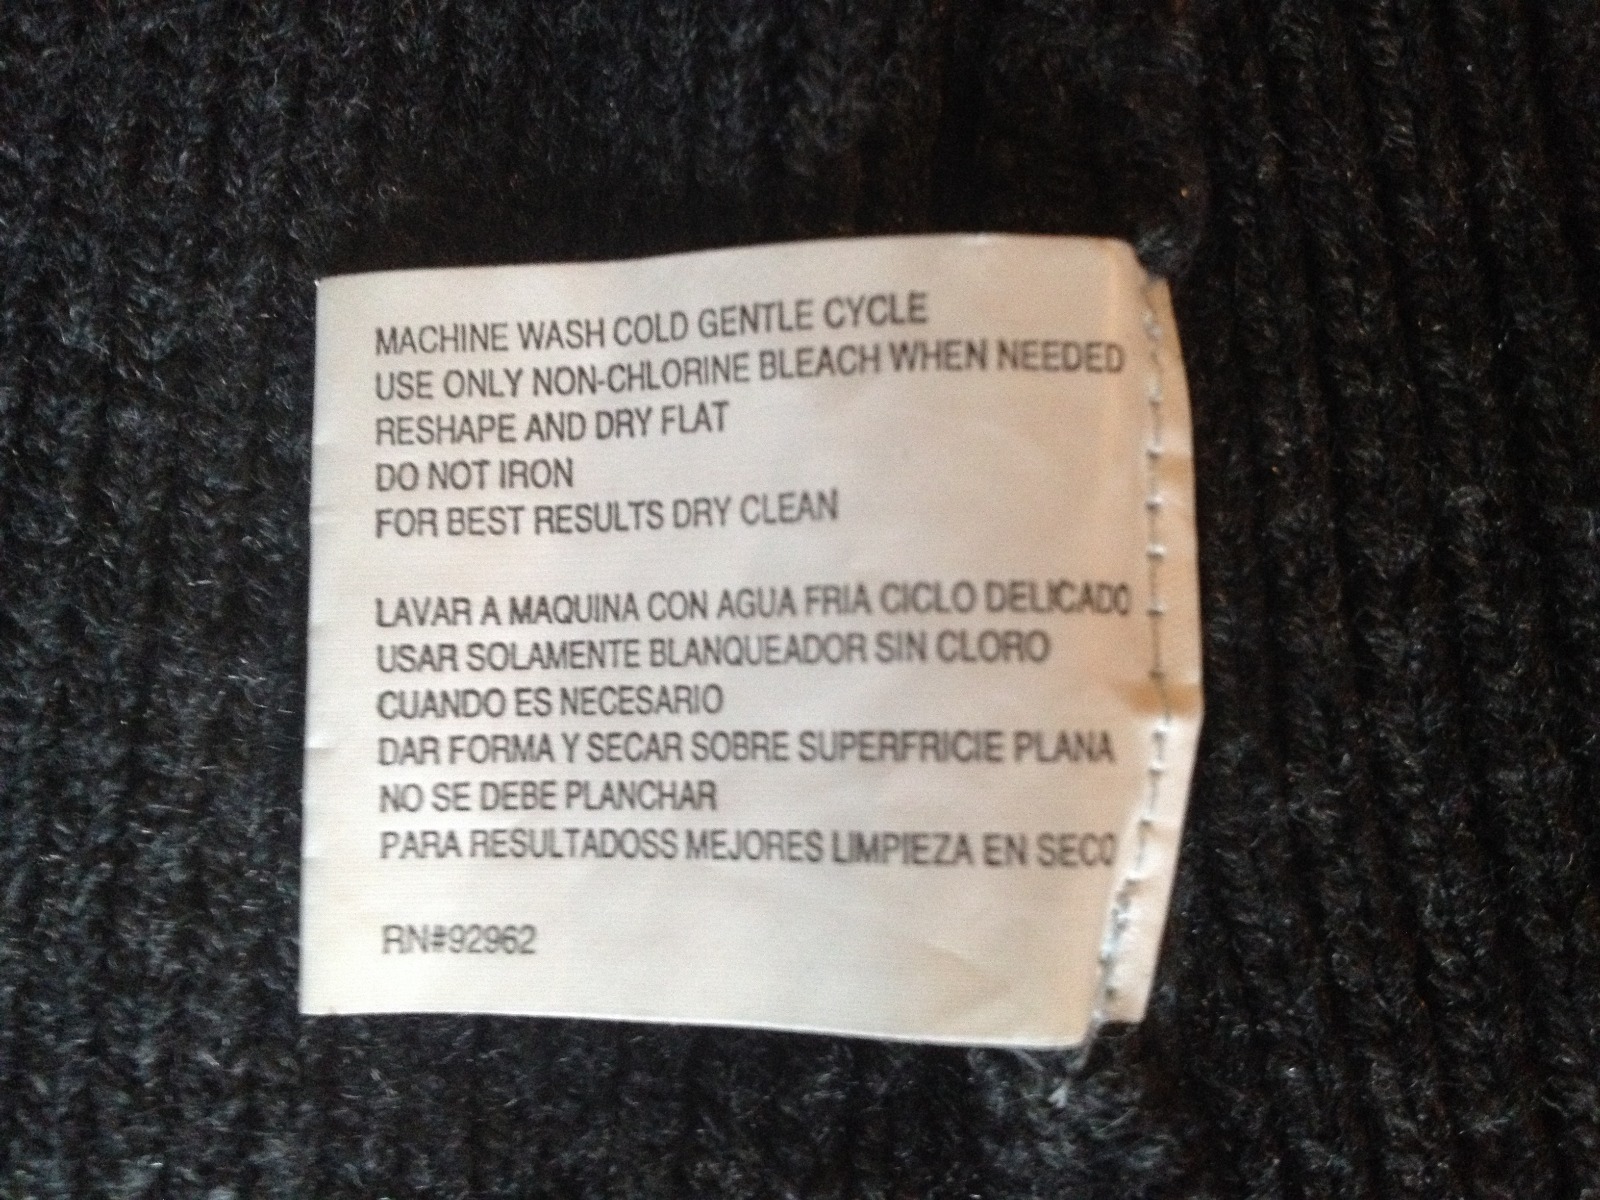 MACHINE WASH COLD GENTLE CYCLE
USE ONLY NON-CHLORINE BLEACH WHEN NEEDED
RESHAPE AND DRY FLAT
DO NOT IRON
FOR BEST RESULTS DRY CLEAN
LAVAR A MAQUINA CON AGUA FRIA CICLO DELICADO
USAR SOLAMENTE BLANQUEADOR SIN CLORO
CUANDO ES NECESARIO
DAR FORMA Y SECAR SOBRE SUPERFRICIE PLANA
NO SE DEBE PLANCHAR
PARA RESULTADOSS MEJORES LIMPIEZA EN SECO
RN#92962